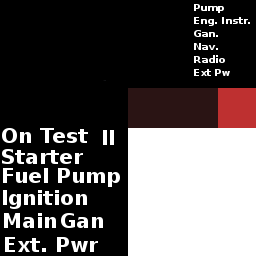 Pump
Eng. Instr.
Gan.
Nav.
Radio
Ext Pw
On Test II
Starter
Fuel Pump
Ignition
Main Gan
Ext. Pwr